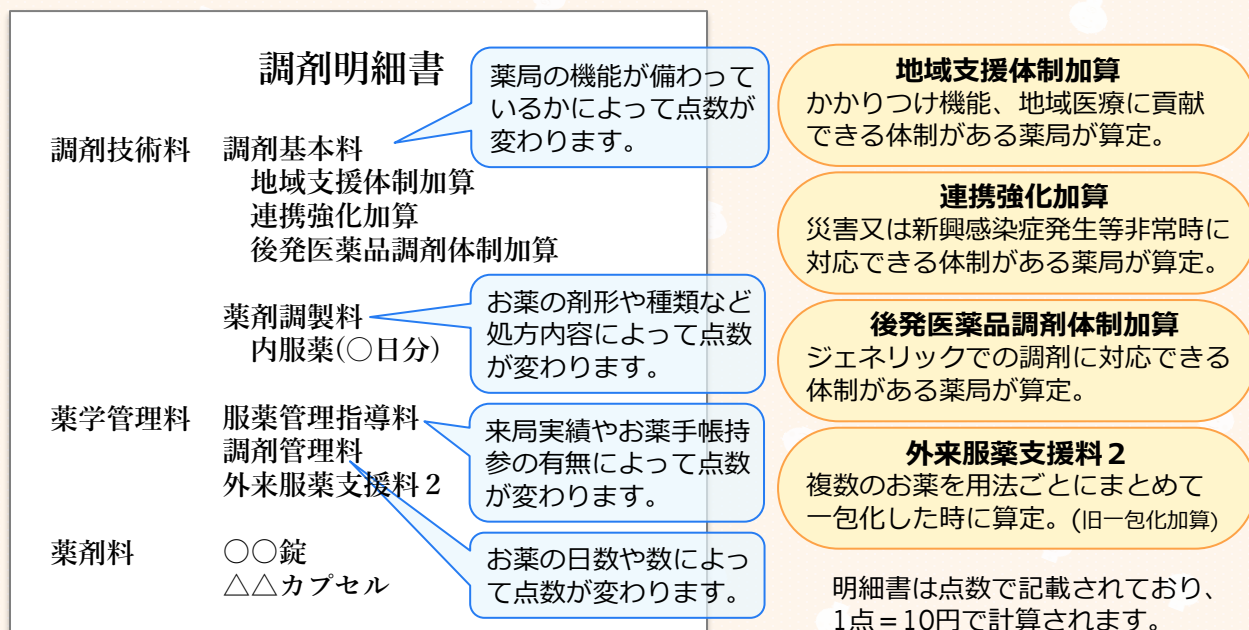 調剤明細書
調剤技術料 調剤基本料
地域支援体制加算
連携強化加算
後発医薬品調剤体制加算
薬剤調製料
内服薬(○日分)
薬学管理料 服薬管理指導料
調剤管理料
外来服薬支援料２
薬剤料 ○○錠
△△カプセル
薬局の機能が備わって
いるかによって点数が
変わります。
お薬の剤形や種類など
処方内容によって点数
が変わります。
来局実績やお薬手帳持
参の有無によって点数
が変わります。
お薬の日数や数によっ
て点数が変わります。
地域支援体制加算
かかりつけ機能、地域医療に貢献
できる体制がある薬局が算定。
連携強化加算
災害又は新興感染症発生等非常時に
対応できる体制がある薬局が算定。
後発医薬品調剤体制加算
ジェネリックでの調剤に対応できる
体制がある薬局が算定。
外来服薬支援料２
複数のお薬を用法ごとにまとめて
一包化した時に算定。(旧一包化加算)
明細書は点数で記載されており、
1点＝10円で計算されます。